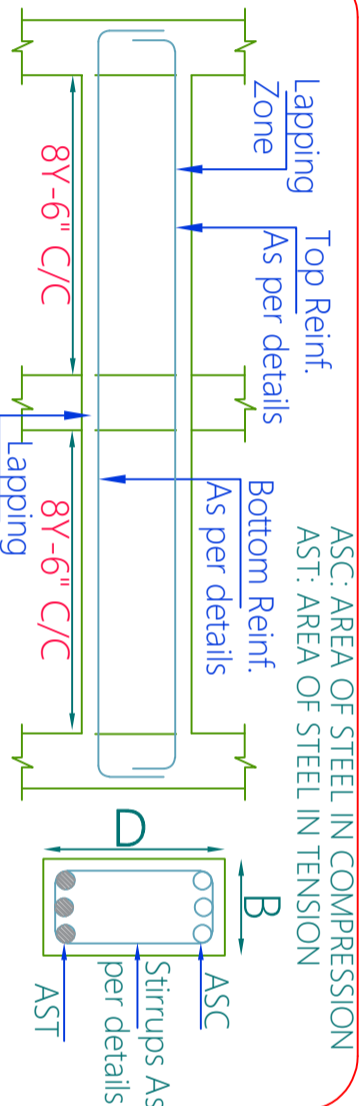 ASC: AREA OF STEEL IN COMPRESSION
AST: AREA OF STEEL IN TENSION
Lapping
Zone
Top Reinf.
As per details
Bottom Reinf.
As per details
8Y-6" C/C
8Y-6" C/C
Lapping
B
D
ASC
Stirrups As
per details
AST